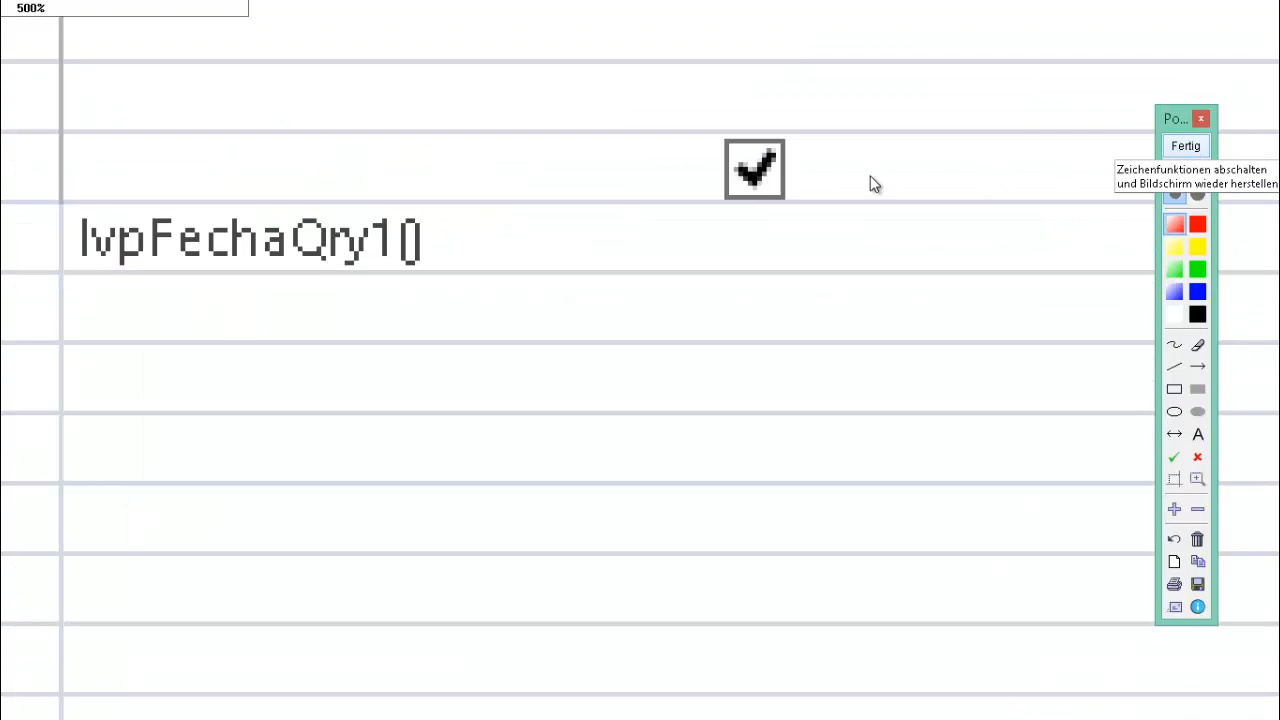 500%
Po...
Fertig
Zeichenfunktionen abschalten
und Bildschirm wieder herstellen
lvpFechaQry1()
A